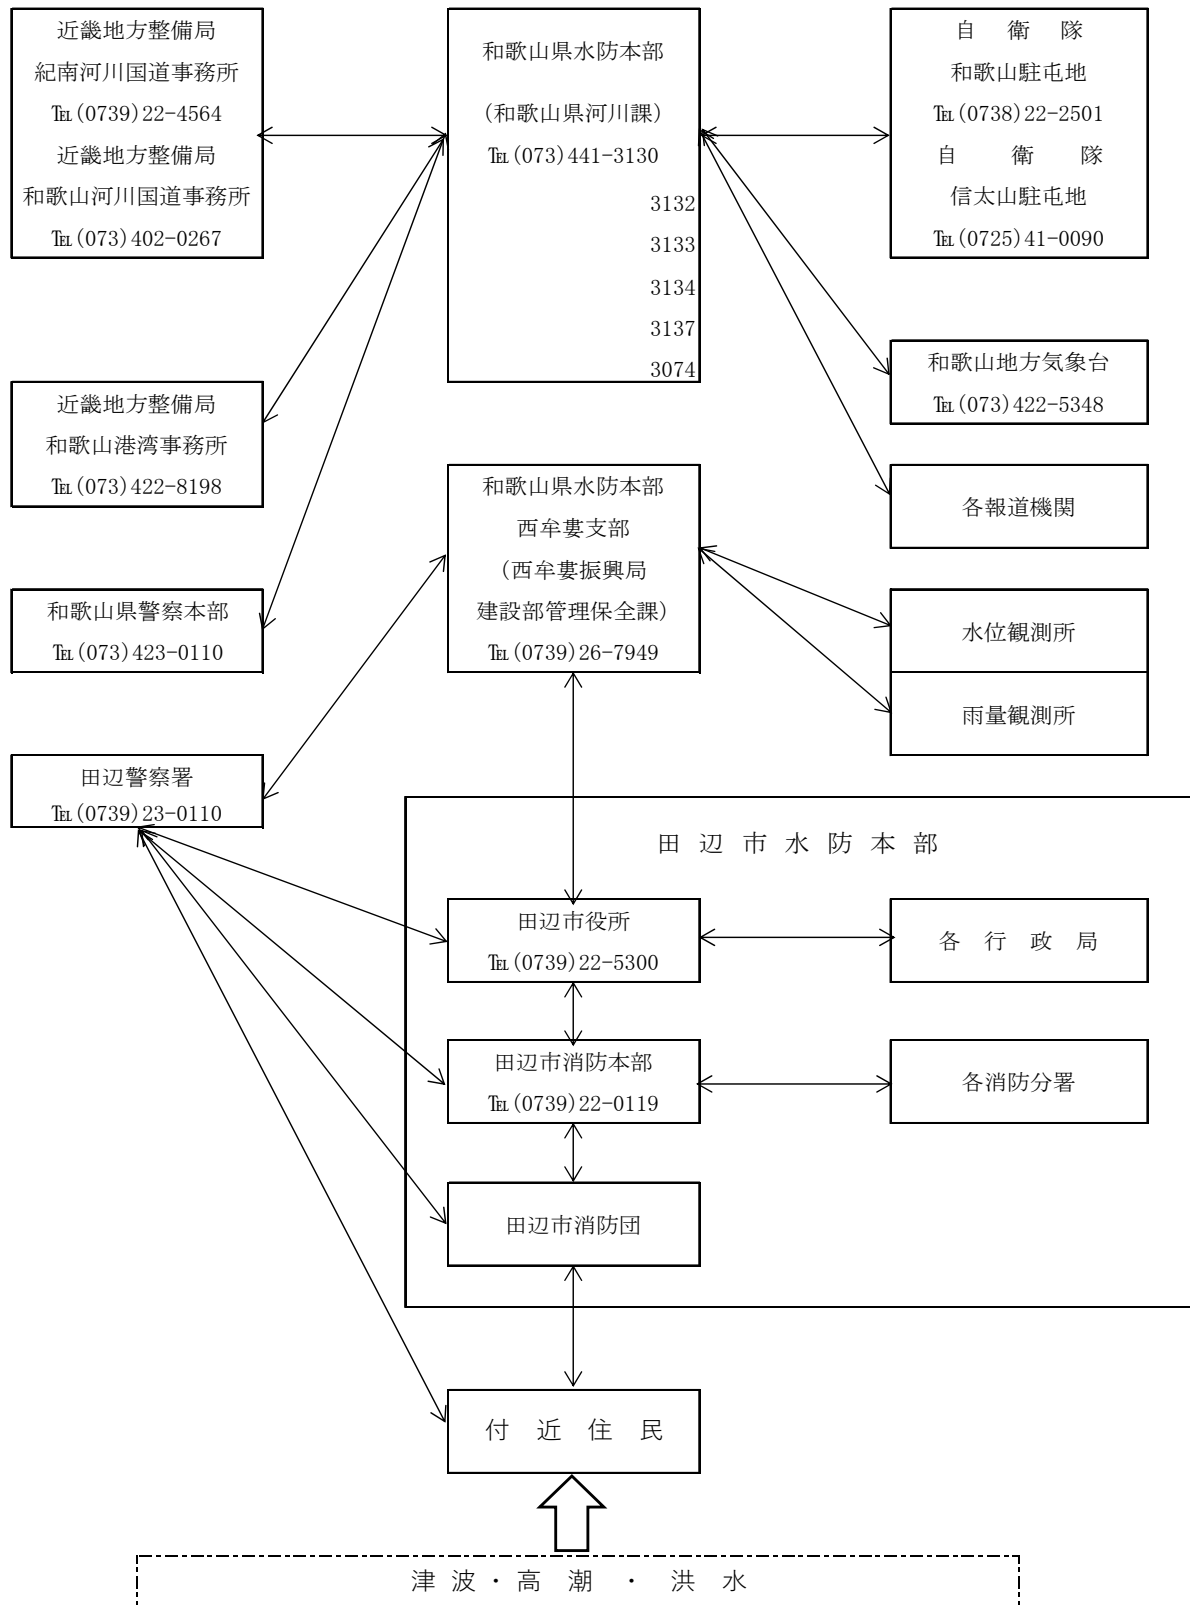 近畿地方整備局
紀南河川国道事務所
℡(0739)22-4564
近畿地方整備局
和歌山河川国道事務所
℡(073)402-0267
和歌山県水防本部
(和歌山県河川課)
℡(073)441-3130
3132
3133
3134
3137
3074
自　衛　隊
和歌山駐屯地
℡(0738)22-2501
自　衛　隊
信太山駐屯地
℡(0725)41-0090
和歌山地方気象台
℡(073)422-5348
近畿地方整備局
和歌山港湾事務所
℡(073)422-8198
和歌山県水防本部
西牟婁支部
(西牟婁振興局
建設部管理保全課)
℡(0739)26-7949
各報道機関
和歌山県警察本部
℡(073)423-0110
水位観測所
雨量観測所
田辺警察署
℡(0739)23-0110
田辺市水防本部
田辺市役所
℡(0739)22-5300
各　行　政　局
田辺市消防本部
℡(0739)22-0119
各消防分署
田辺市消防団
付　近　住　民
津波・高　潮　・　洪　水